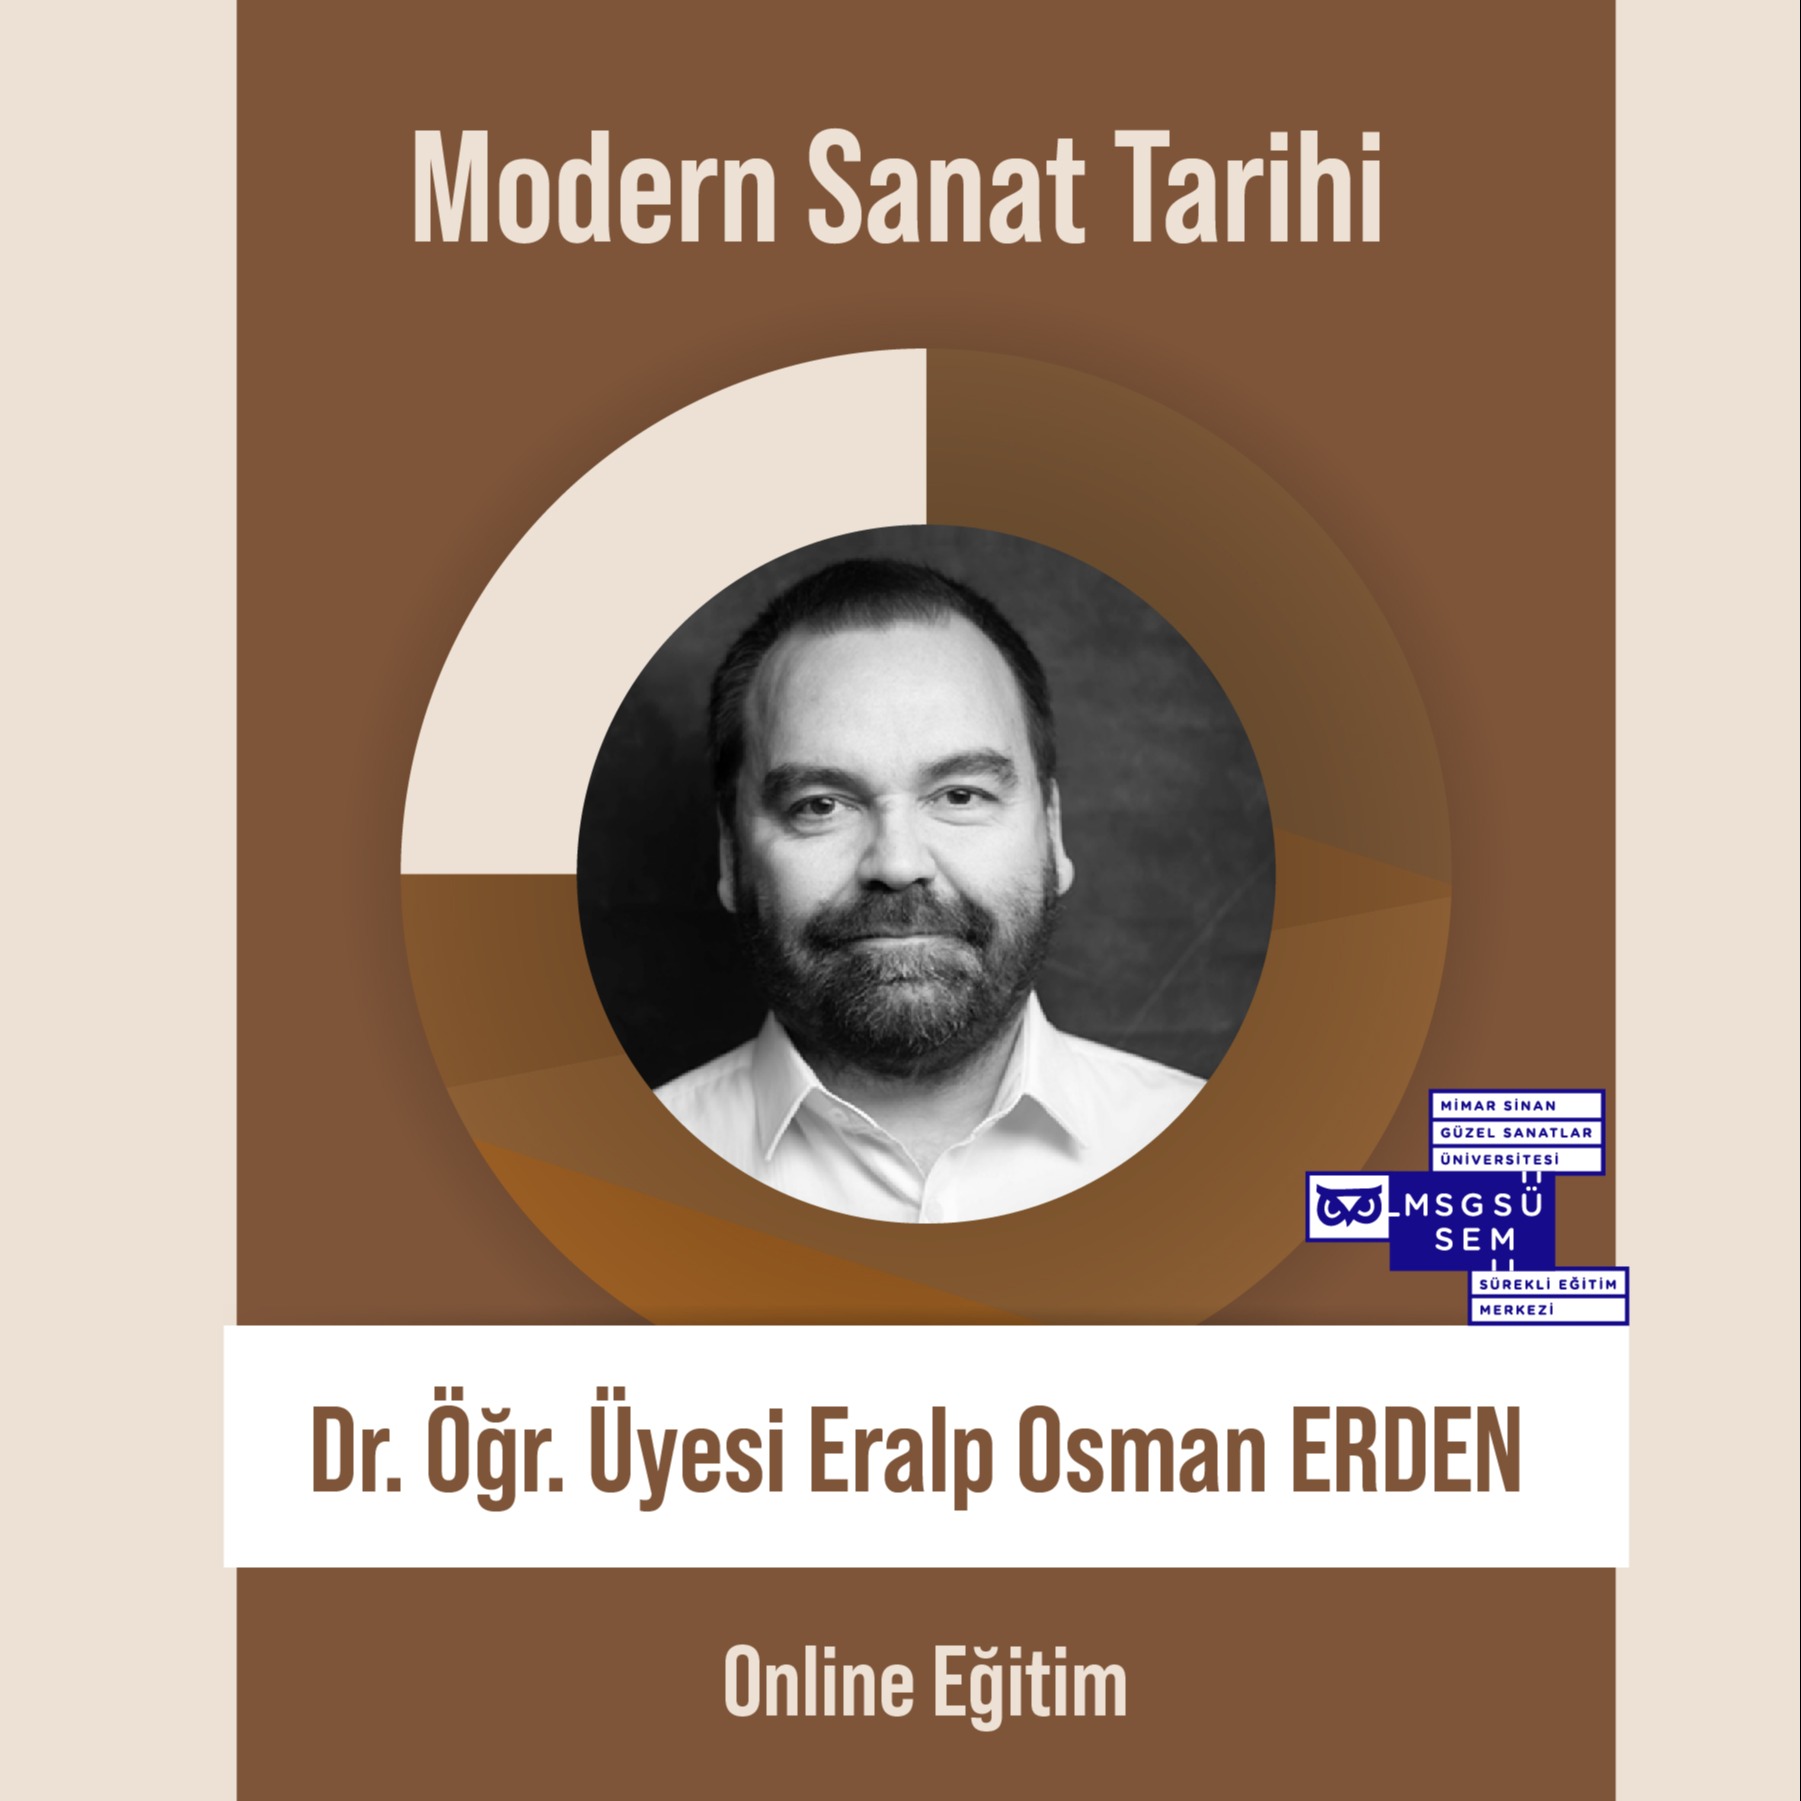 Modern Sanat Tarihi
MİMAR SİNAN
GÜZEL SANATLAR
ÜNİVERSİTESİ
MSGSÜ
SEM
SÜREKLİ EĞİTİM
MERKEZİ
Dr. Öğr. Üyesi Eralp Osman ERDEN
Online Eğitim